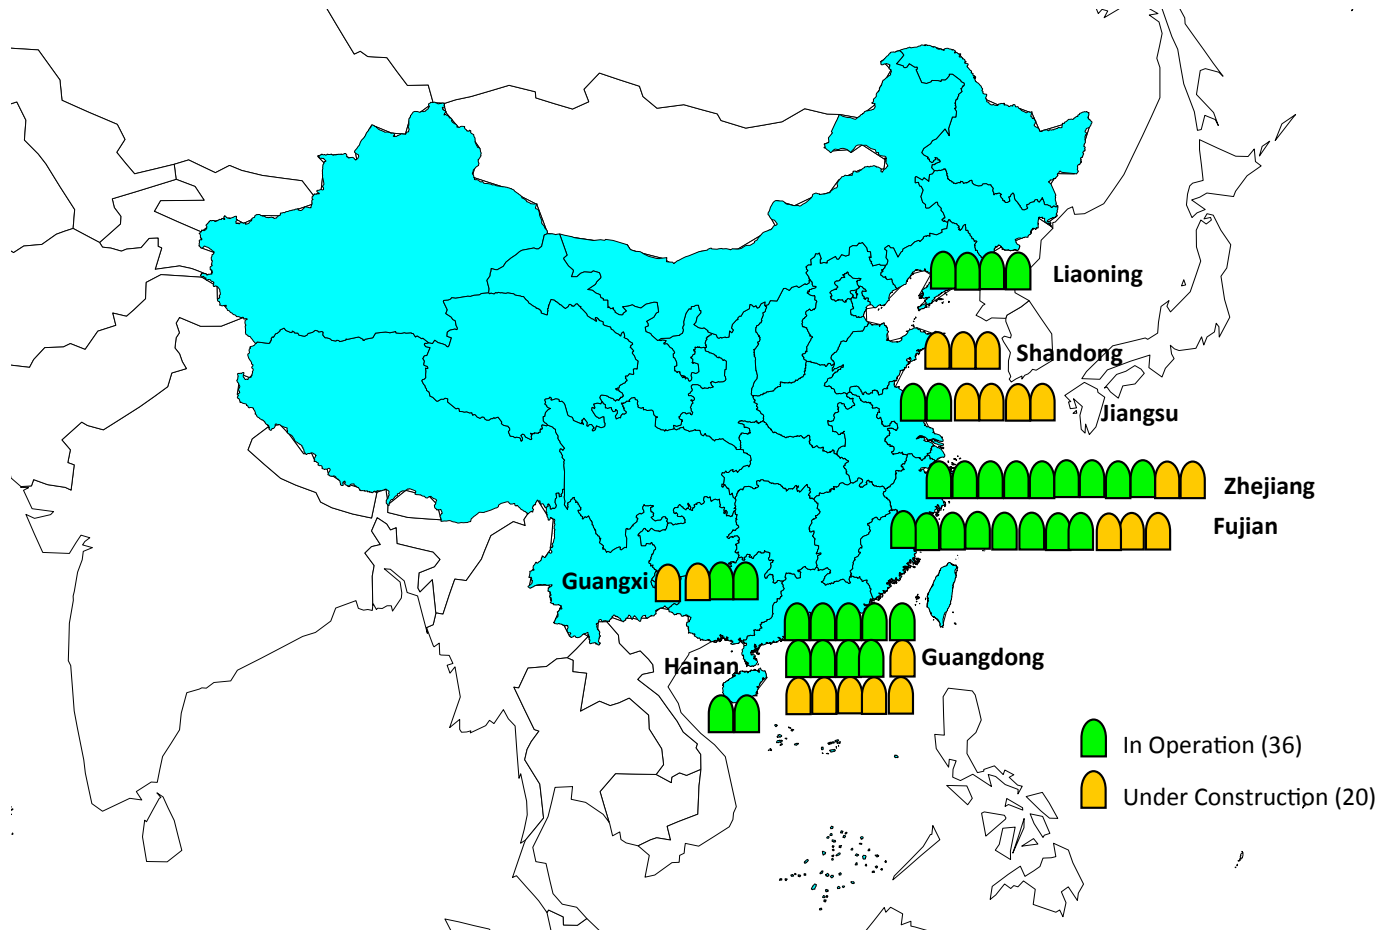 Liaoning
Shandong
Jiangsu
Zhejiang
Fujian
Guangxi
Guangdong
Hainan
In Operation (36)
Under Construction (20)